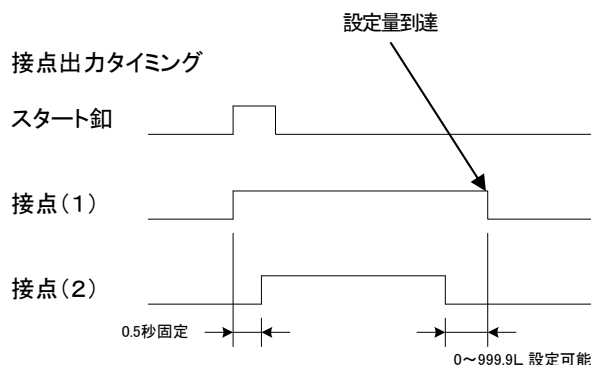 設定量到達
接点出力タイミング
スタート釦
接点(1)
接点(2)
0.5秒固定
0~999.9L 設定可能